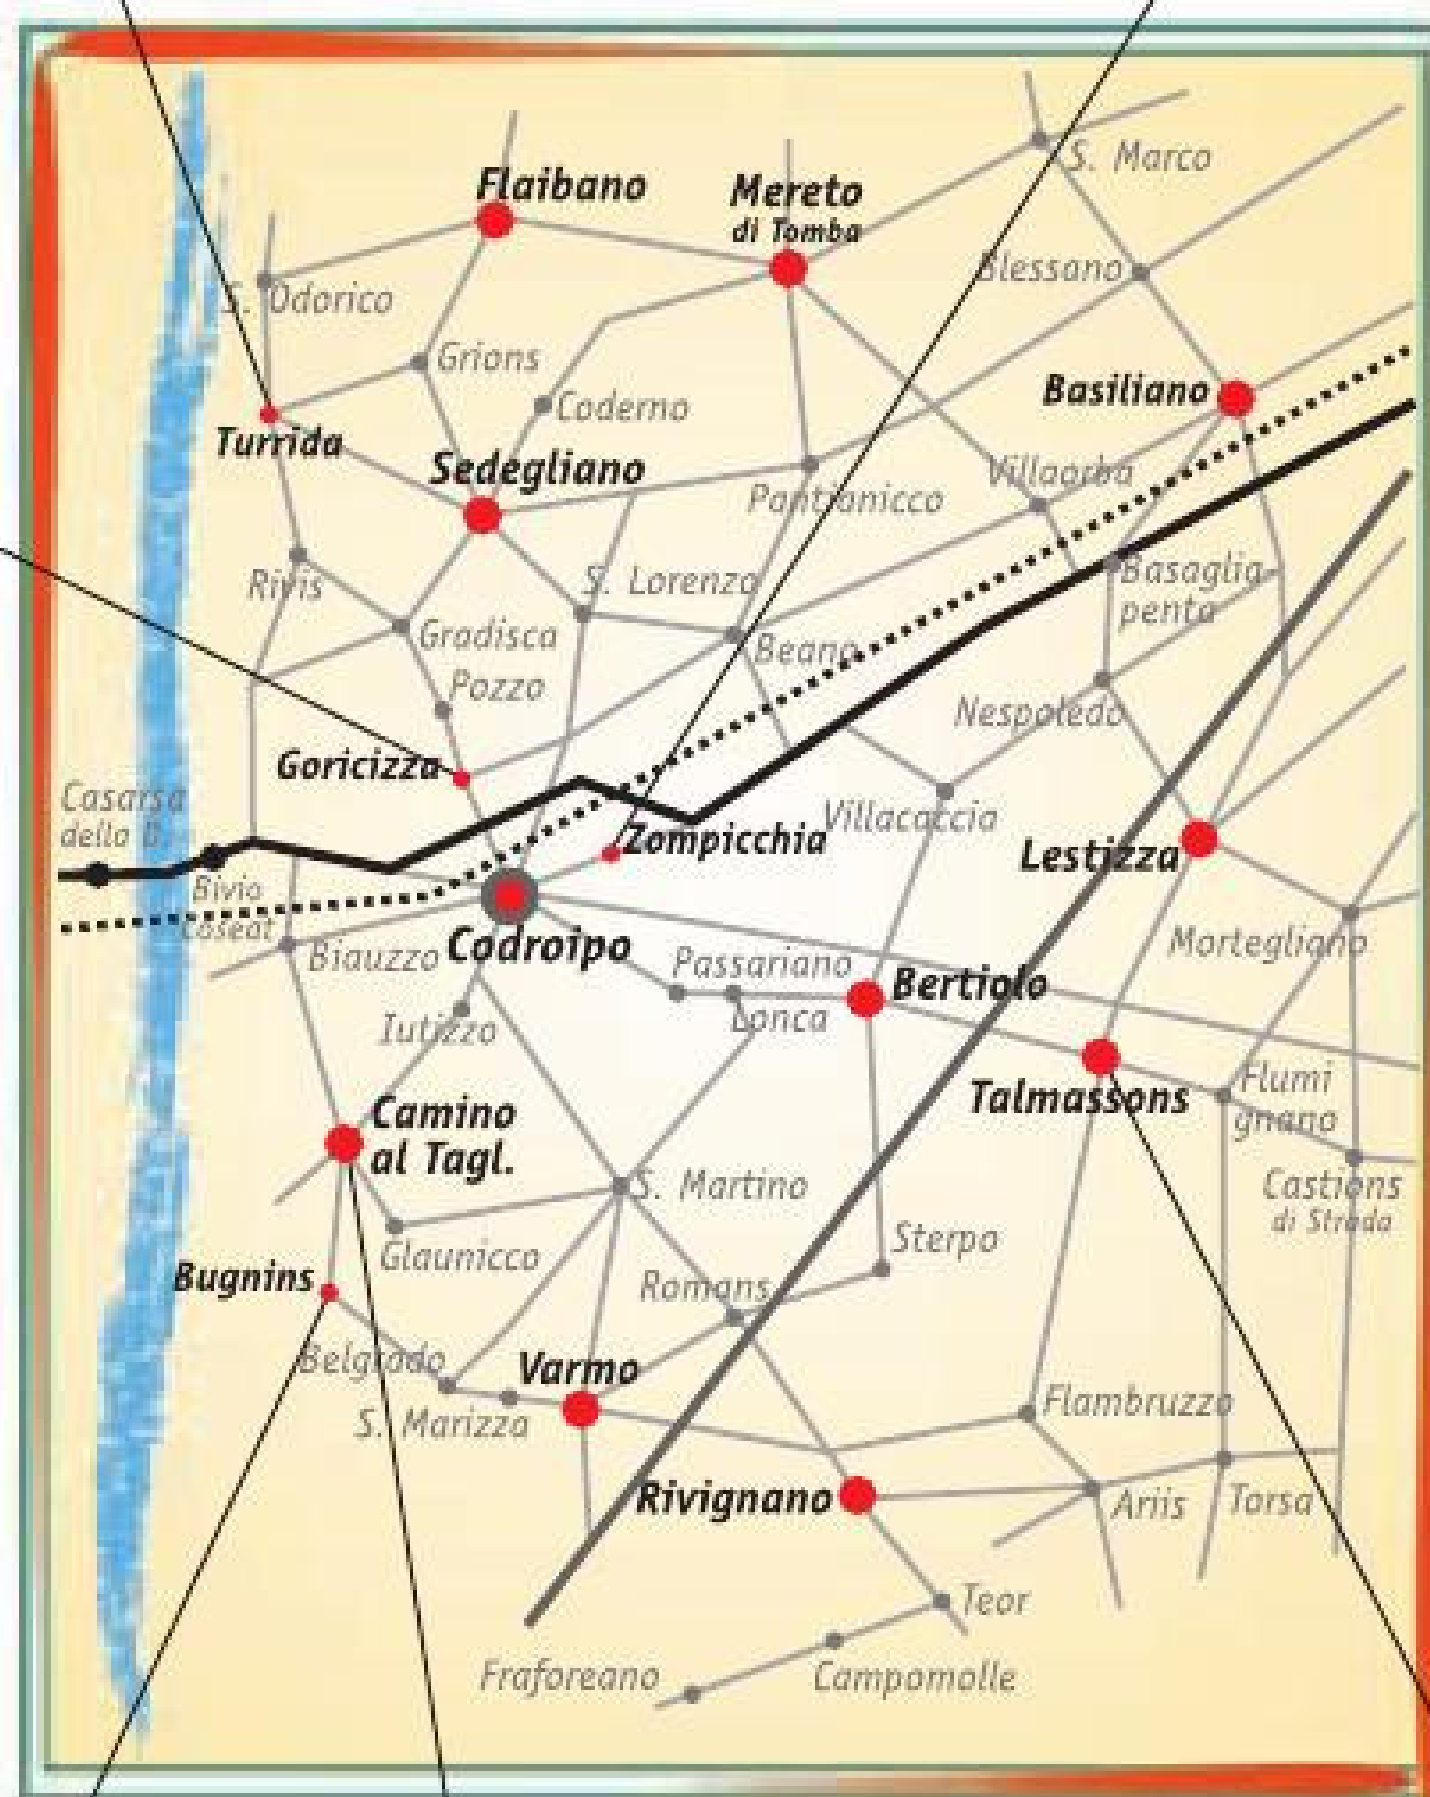 S. Marco
Flaibano
Mereto
di Tomba
Blessano
S. Odorico
Grions
Coderno
Basiliano
Turrida
Sedegliano
Villaorba
Pantianicco
Rivis
S. Lorenzo
Basaglia
penta
Gradisca
Beano
Pozzo
Nespoledo
Goricizza
Casarsa
della D.
Villacaccia
Zompicchia
Lestizza
Bivio
Coseat
Biauzzo
Codroipo
Mortegliano
Passariano
Bertiolo
Lonca
Iutizzo
Talmassons
Flumi
gnano
Camino
al Tagl.
S. Martino
Castions
di Strada
Glaunicco
Sterpo
Bugnins
Romans
Belgrado
Varmo
Flambruzzo
S. Marizza
Rivignano
Ariis
Torsa
Teor
Fraforeano
Campomolle